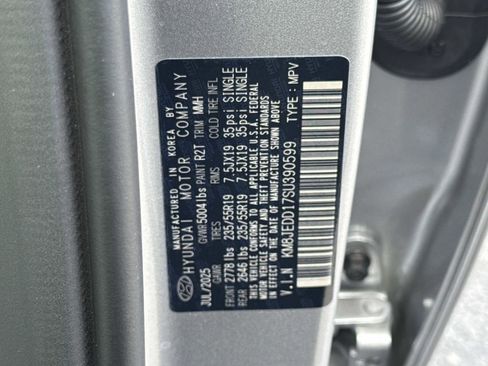 MANUFACTURED IN KOREA BY
HYUNDAI MOTOR COMPANY
JUL/2025 GVWR 5004 lbs PAINT R2T TRIM MMH
GAWR TIRES RIMS COLD TIRE INFL
FRONT 2778 lbs 235/55R19 7.5JX19 35psi SINGLE
REAR 2646 lbs 235/55R19 7.5JX19 35psi SINGLE
THIS VEHICLE CONFORMS TO ALL APPLICABLE U.S.A. FEDERAL
MOTOR VEHICLE SAFETY, BUMPER, AND THEFT PREVENTION STANDARDS
IN EFFECT ON THE DATE OF MANUFACTURE SHOWN ABOVE.
V.I.N KM8JEDD17SU390599 TYPE : MPV